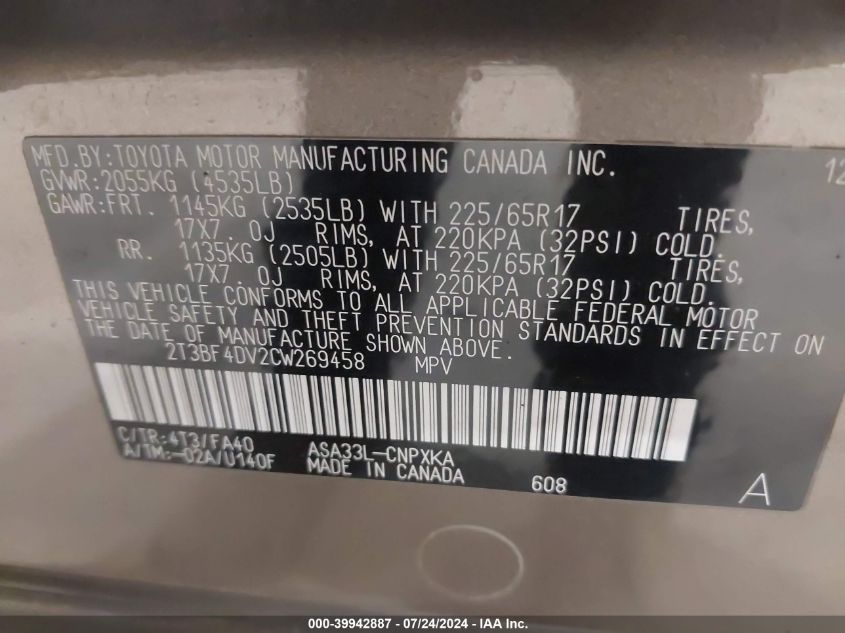 MFD.BY:TOYOTA MOTOR MANUFACTURING CANADA INC. 12
GVWR:2055KG (4535LB)
GAWR:FRT. 1145KG (2535LB) WITH 225/65R17 TIRES,
17X7.0J RIMS, AT 220KPA (32PSI) COLD.
RR. 1135KG (2505LB) WITH 225/65R17 TIRES,
17X7.0J RIMS, AT 220KPA (32PSI) COLD.
THIS VEHICLE CONFORMS TO ALL APPLICABLE FEDERAL MOTOR
VEHICLE SAFETY AND THEFT PREVENTION STANDARDS IN EFFECT ON
THE DATE OF MANUFACTURE SHOWN ABOVE.
2T3BF4DV2CW269458 MPV
C/TR:4T3/FA40 ASA33L-CNPXKA
A/TM:-02A/U140F MADE IN CANADA 608 A
000-39942887 - 07/24/2024 - IAA Inc.